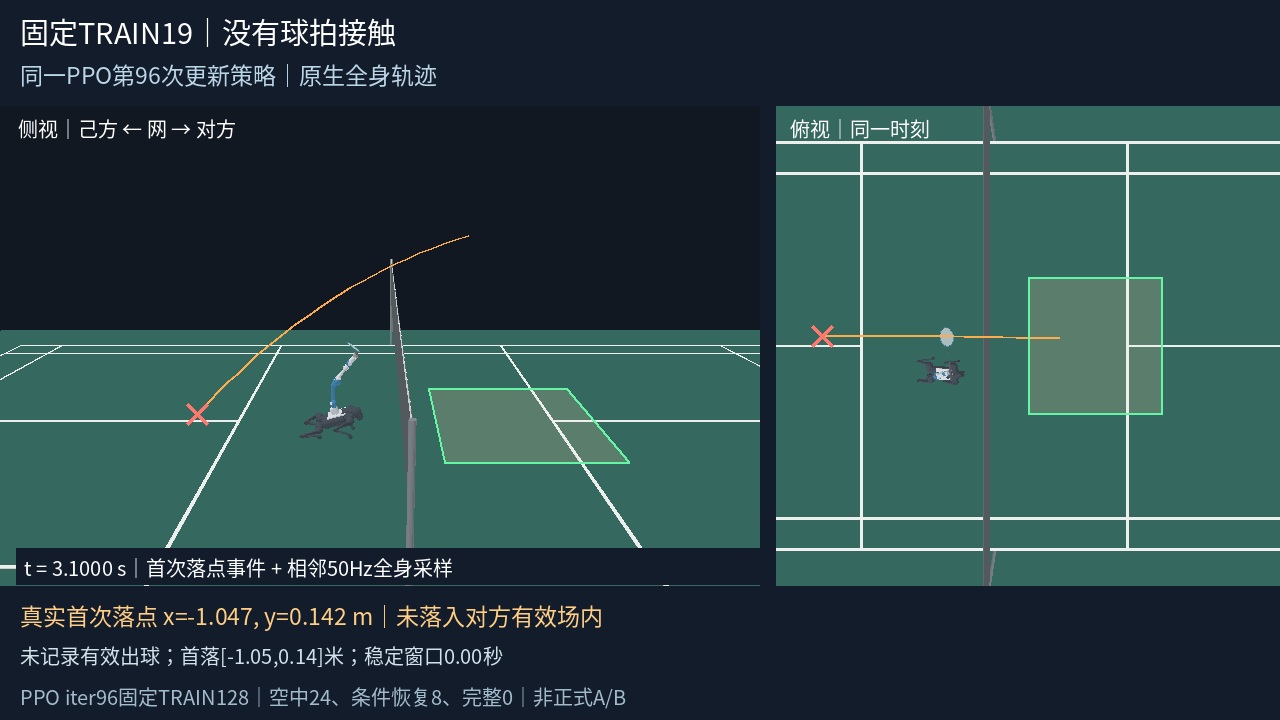 固定TRAIN19｜没有球拍接触
同一PPO第96次更新策略｜原生全身轨迹
侧视｜己方 ← 网 → 对方
俯视｜同一时刻
t = 3.1000 s｜首次落点事件 + 相邻50Hz全身采样
真实首次落点 x=-1.047, y=0.142 m｜未落入对方有效场内
未记录有效出球；首落[-1.05,0.14]米；稳定窗口0.00秒
PPO iter96固定TRAIN128｜空中24、条件恢复8、完整0｜非正式A/B